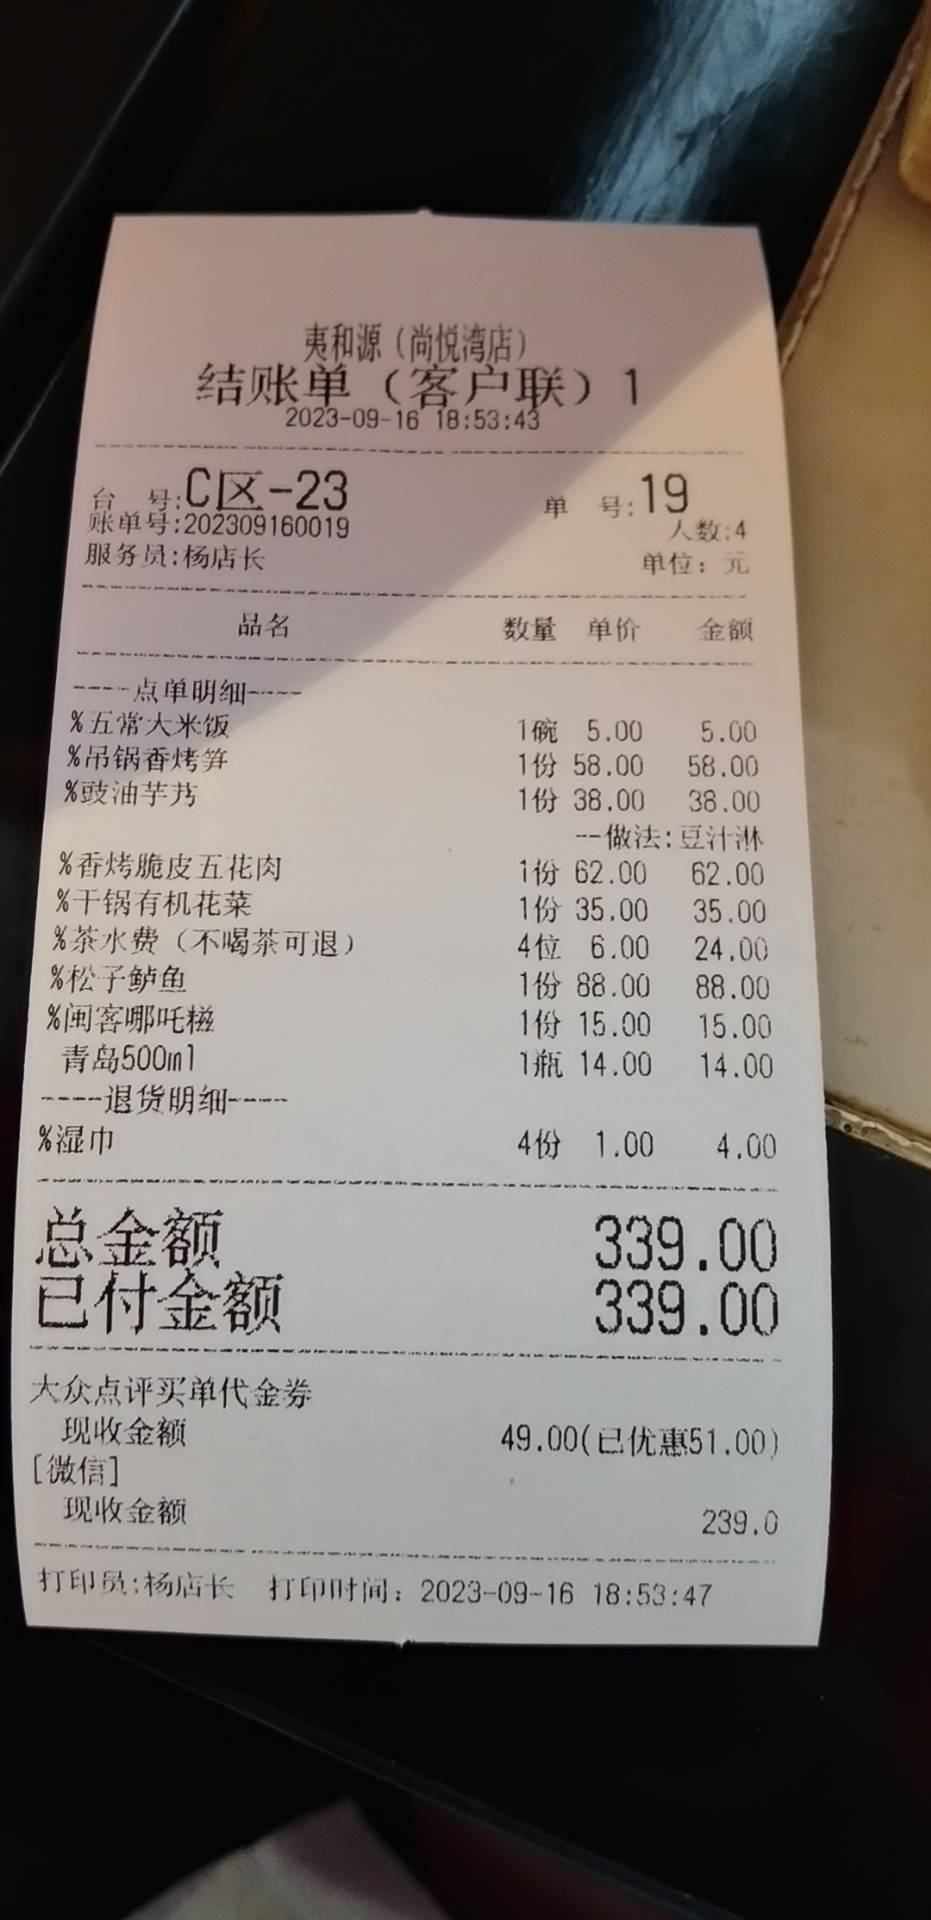 夷和源（尚悦湾店）
结账单（客户联）1
2023-09-16 18:53:43
台 号:C区-23 单 号:19
账单号:202309160019 人数:4
服务员:杨店长 单位：元
品名 数量 单价 金额
----点单明细----
%五常大米饭 1碗 5.00 5.00
%吊锅香烤笋 1份 58.00 58.00
%豉油芋艿 1份 38.00 38.00
--做法:豆汁淋
%香烤脆皮五花肉 1份 62.00 62.00
%干锅有机花菜 1份 35.00 35.00
%茶水费（不喝茶可退） 4位 6.00 24.00
%松子鲈鱼 1份 88.00 88.00
%闽客哪吒糍 1份 15.00 15.00
青岛500ml 1瓶 14.00 14.00
----退货明细----
%湿巾 4份 1.00 4.00
总金额 339.00
已付金额 339.00
大众点评买单代金券
现收金额 49.00(已优惠51.00)
[微信]
现收金额 239.0
打印员:杨店长 打印时间：2023-09-16 18:53:47